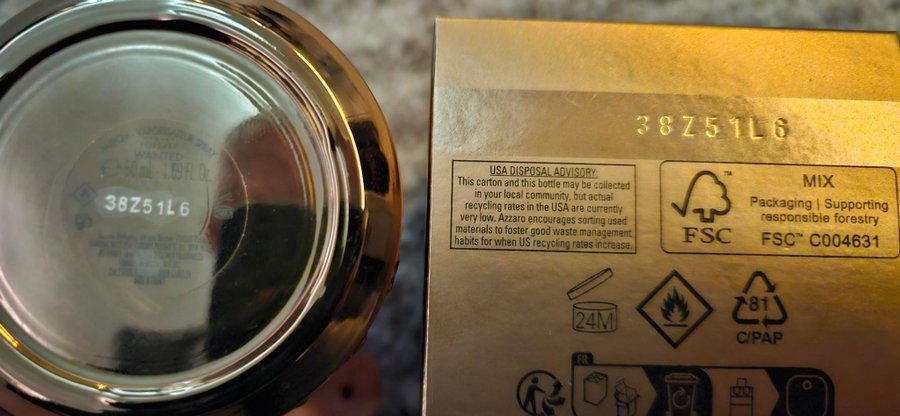 WANTED
38Z51L6
38Z51L6
USA DISPOSAL ADVISORY:
This carton and this bottle may be collected
in your local community, but actual
recycling rates in the USA are currently
very low. Azzaro encourages sorting used
materials to foster good waste management
habits for when US recycling rates increase.
FSC
MIX
Packaging | Supporting
responsible forestry
FSC™ C004631
24M
81
C/PAP
FR